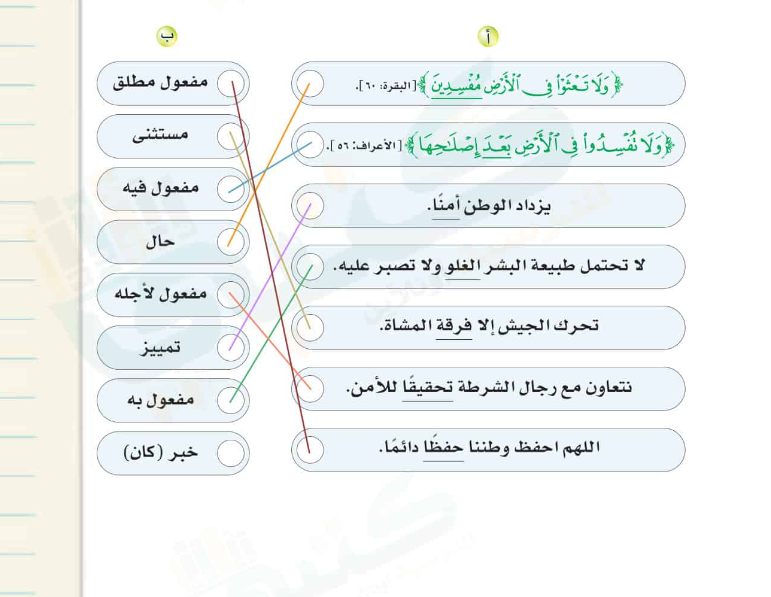 أ
﴿وَلَا تَعْثَوْا۟ فِى ٱلْأَرْضِ مُفْسِدِينَ﴾ [البقرة: ٦٠].
﴿وَلَا تُفْسِدُوا۟ فِى ٱلْأَرْضِ بَعْدَ إِصْلَٰحِهَا﴾ [الأعراف: ٥٦].
يزداد الوطن أمنًا.
لا تحتمل طبيعة البشر الغلو ولا تصبر عليه.
تحرك الجيش إلا فرقة المشاة.
نتعاون مع رجال الشرطة تحقيقًا للأمن.
اللهم احفظ وطننا حفظًا دائمًا.
ب
مفعول مطلق
مستثنى
مفعول فيه
حال
مفعول لأجله
تمييز
مفعول به
خبر (كان)